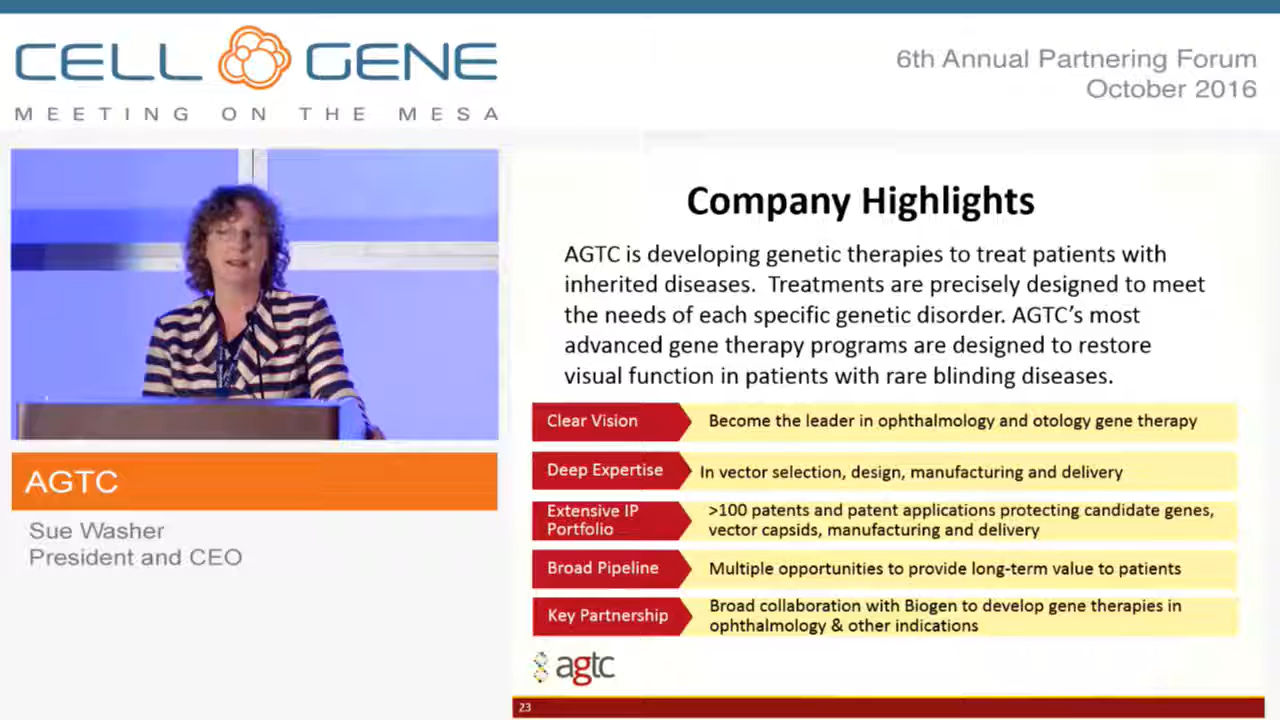 CELL GENE
MEETING ON THE MESA
6th Annual Partnering Forum
October 2016
AGTC
Sue Washer
President and CEO
Company Highlights
AGTC is developing genetic therapies to treat patients with
inherited diseases. Treatments are precisely designed to meet
the needs of each specific genetic disorder. AGTC's most
advanced gene therapy programs are designed to restore
visual function in patients with rare blinding diseases.
Clear Vision
Become the leader in ophthalmology and otology gene therapy
Deep Expertise
In vector selection, design, manufacturing and delivery
Extensive IP
Portfolio
>100 patents and patent applications protecting candidate genes,
vector capsids, manufacturing and delivery
Broad Pipeline
Multiple opportunities to provide long-term value to patients
Key Partnership
Broad collaboration with Biogen to develop gene therapies in
ophthalmology & other indications
agtc
23